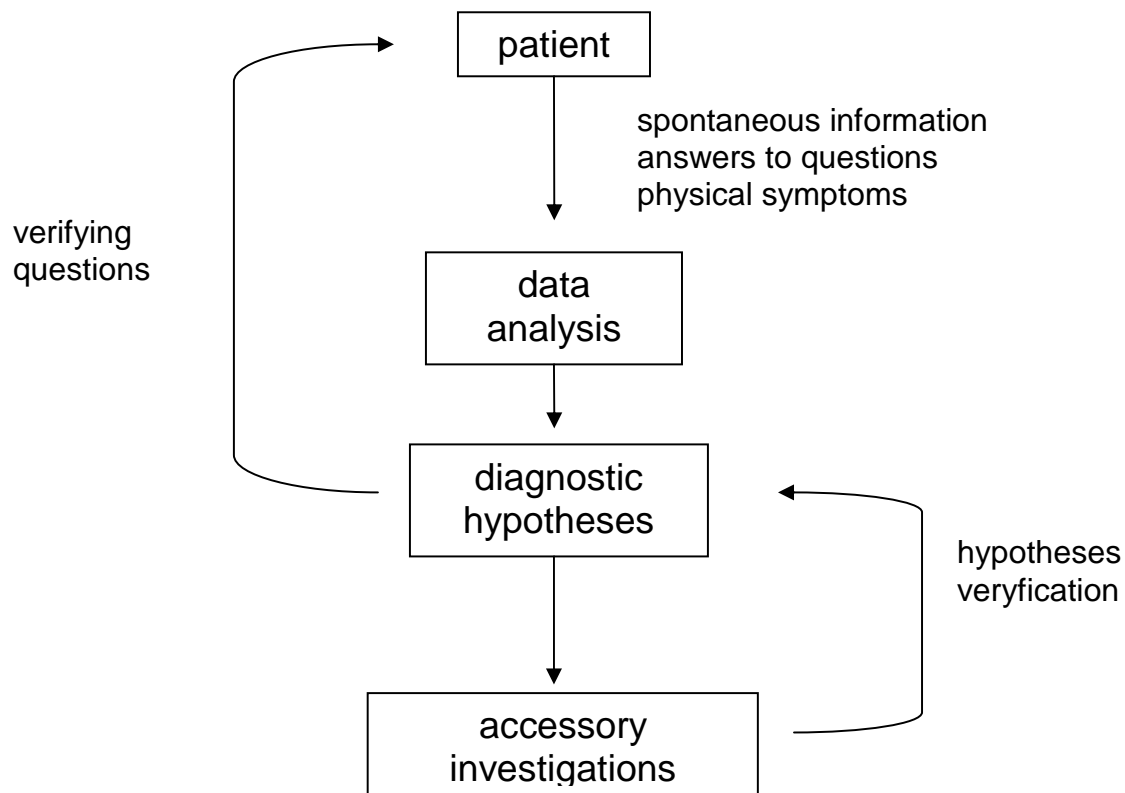 patient
spontaneous information
answers to questions
physical symptoms
verifying
questions
data
analysis
diagnostic
hypotheses
hypotheses
veryfication
accessory
investigations